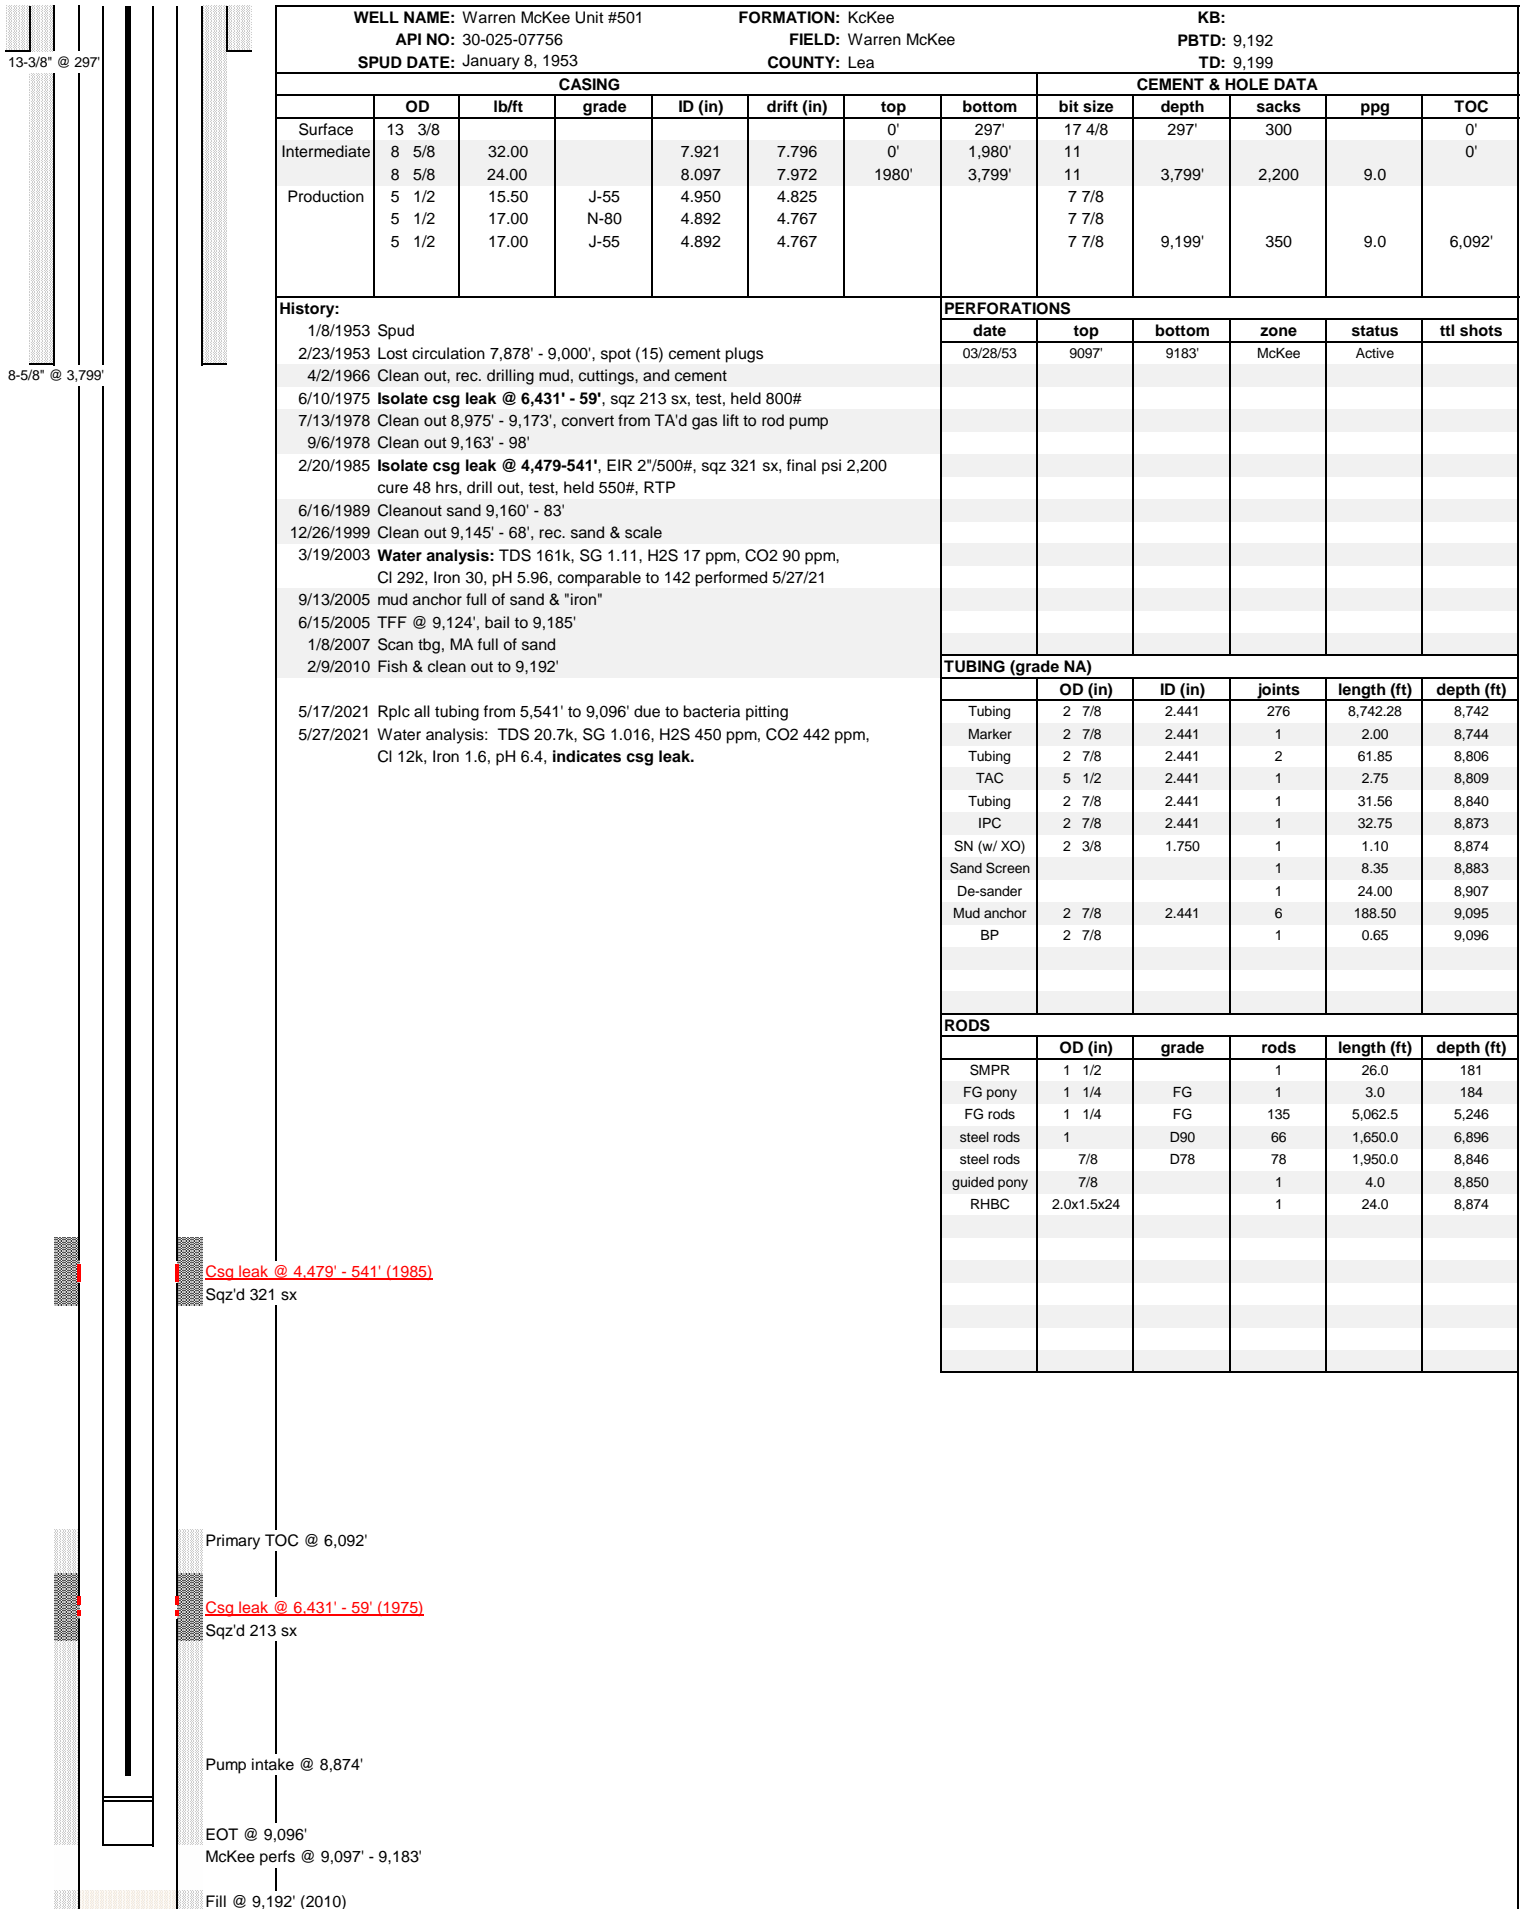 WELL NAME: Warren McKee Unit #501 FORMATION: KcKee KB:
API NO: 30-025-07756 FIELD: Warren McKee PBTD: 9,192
SPUD DATE: January 8, 1953 COUNTY: Lea TD: 9,199
13-3/8" @ 297'
8-5/8" @ 3,799'
CASING CEMENT & HOLE DATA
OD lb/ft grade ID (in) drift (in) top bottom bit size depth sacks ppg TOC
Surface 13 3/8 0' 297' 17 4/8 297' 300 0'
Intermediate 8 5/8 32.00 7.921 7.796 0' 1,980' 11 0'
8 5/8 24.00 8.097 7.972 1980' 3,799' 11 3,799' 2,200 9.0
Production 5 1/2 15.50 J-55 4.950 4.825 7 7/8
5 1/2 17.00 N-80 4.892 4.767 7 7/8
5 1/2 17.00 J-55 4.892 4.767 7 7/8 9,199' 350 9.0 6,092'
History:
1/8/1953 Spud
2/23/1953 Lost circulation 7,878' - 9,000', spot (15) cement plugs
4/2/1966 Clean out, rec. drilling mud, cuttings, and cement
6/10/1975 Isolate csg leak @ 6,431' - 59', sqz 213 sx, test, held 800#
7/13/1978 Clean out 8,975' - 9,173', convert from TA'd gas lift to rod pump
9/6/1978 Clean out 9,163' - 98'
2/20/1985 Isolate csg leak @ 4,479-541', EIR 2"/500#, sqz 321 sx, final psi 2,200
cure 48 hrs, drill out, test, held 550#, RTP
6/16/1989 Cleanout sand 9,160' - 83'
12/26/1999 Clean out 9,145' - 68', rec. sand & scale
3/19/2003 Water analysis: TDS 161k, SG 1.11, H2S 17 ppm, CO2 90 ppm,
Cl 292, Iron 30, pH 5.96, comparable to 142 performed 5/27/21
9/13/2005 mud anchor full of sand & "iron"
6/15/2005 TFF @ 9,124', bail to 9,185'
1/8/2007 Scan tbg, MA full of sand
2/9/2010 Fish & clean out to 9,192'
5/17/2021 Rplc all tubing from 5,541' to 9,096' due to bacteria pitting
5/27/2021 Water analysis: TDS 20.7k, SG 1.016, H2S 450 ppm, CO2 442 ppm,
Cl 12k, Iron 1.6, pH 6.4, indicates csg leak.
PERFORATIONS
date top bottom zone status ttl shots
03/28/53 9097' 9183' McKee Active
TUBING (grade NA)
OD (in) ID (in) joints length (ft) depth (ft)
Tubing 2 7/8 2.441 276 8,742.28 8,742
Marker 2 7/8 2.441 1 2.00 8,744
Tubing 2 7/8 2.441 2 61.85 8,806
TAC 5 1/2 2.441 1 2.75 8,809
Tubing 2 7/8 2.441 1 31.56 8,840
IPC 2 7/8 2.441 1 32.75 8,873
SN (w/ XO) 2 3/8 1.750 1 1.10 8,874
Sand Screen 1 8.35 8,883
De-sander 1 24.00 8,907
Mud anchor 2 7/8 2.441 6 188.50 9,095
BP 2 7/8 1 0.65 9,096
RODS
OD (in) grade rods length (ft) depth (ft)
SMPR 1 1/2 1 26.0 181
FG pony 1 1/4 FG 1 3.0 184
FG rods 1 1/4 FG 135 5,062.5 5,246
steel rods 1 D90 66 1,650.0 6,896
steel rods 7/8 D78 78 1,950.0 8,846
guided pony 7/8 1 4.0 8,850
RHBC 2.0x1.5x24 1 24.0 8,874
Csg leak @ 4,479' - 541' (1985)
Sqz'd 321 sx
Primary TOC @ 6,092'
Csg leak @ 6,431' - 59' (1975)
Sqz'd 213 sx
Pump intake @ 8,874'
EOT @ 9,096'
McKee perfs @ 9,097' - 9,183'
Fill @ 9,192' (2010)